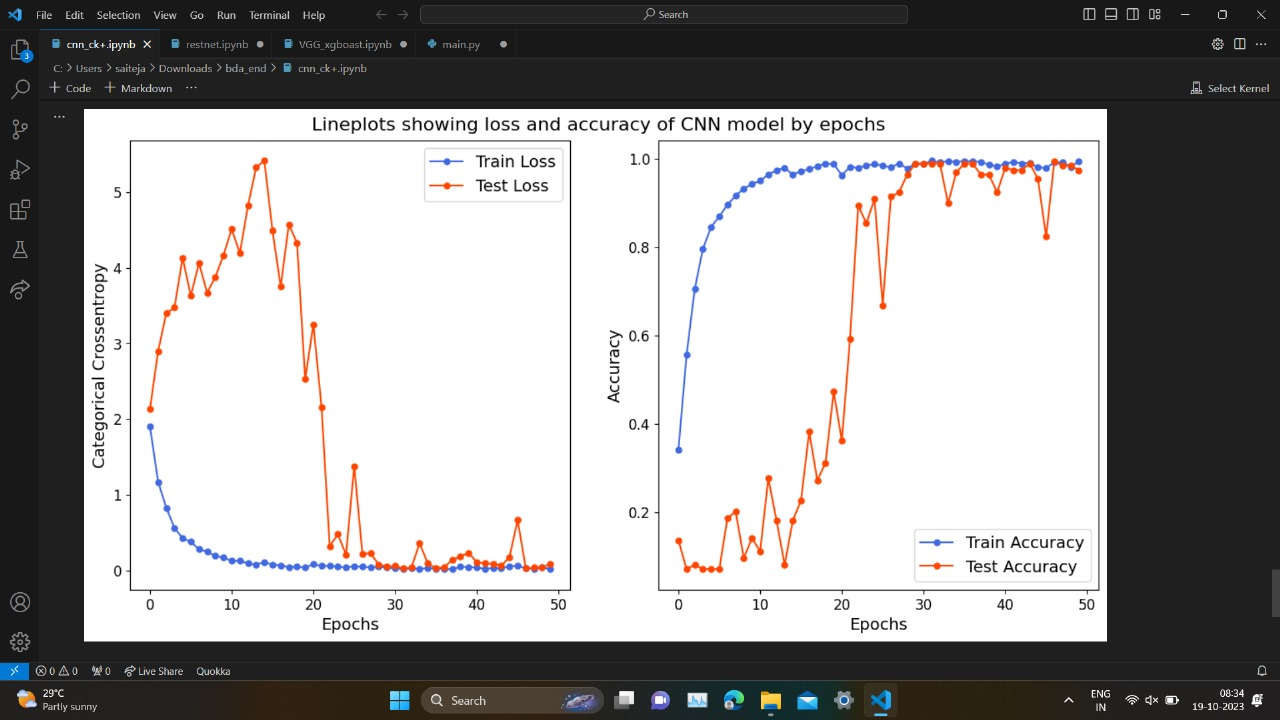 File Edit Selection View Go Run Terminal Help
Search
cnn_ck+.ipynb restnet.ipynb VGG_xgboast.ipynb main.py
C: > Users > saiteja > Downloads > bda_end > cnn_ck+.ipynb
+ Code + Markdown ...
Select Kernel
3
...
Lineplots showing loss and accuracy of CNN model by epochs
Train Loss
Test Loss
Categorical Crossentropy
5
4
3
2
1
0
0 10 20 30 40 50
Epochs
Accuracy
1.0
0.8
0.6
0.4
0.2
Train Accuracy
Test Accuracy
0 10 20 30 40 50
Epochs
0 0 0 Live Share Quokka
29°C
Partly sunny
Search
ENG
IN
08:34
19-10-2023